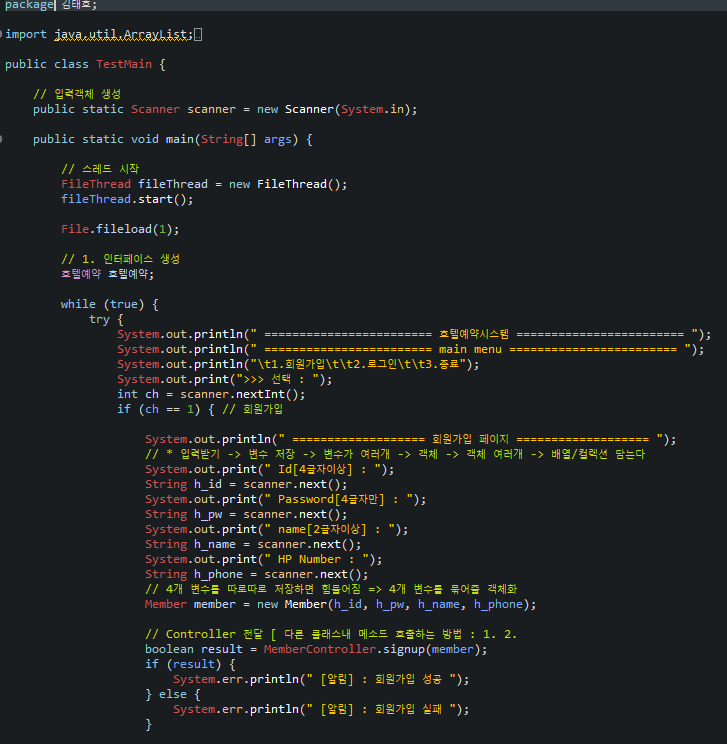 package 김태호;
import java.util.ArrayList;
public class TestMain {
// 입력객체 생성
public static Scanner scanner = new Scanner(System.in);
public static void main(String[] args) {
// 스레드 시작
FileThread fileThread = new FileThread();
fileThread.start();
File.fileload(1);
// 1. 인터페이스 생성
호텔예약 호텔예약;
while (true) {
try {
System.out.println(" ======================== 호텔예약시스템 ======================== ");
System.out.println(" ======================== main menu ======================== ");
System.out.println("\t1.회원가입\t\t2.로그인\t\t3.종료");
System.out.print(">>> 선택 : ");
int ch = scanner.nextInt();
if (ch == 1) { // 회원가입
System.out.println(" =================== 회원가입 페이지 =================== ");
// * 입력받기 -> 변수 저장 -> 변수가 여러개 -> 객체 -> 객체 여러개 -> 배열/컬렉션 담는다
System.out.print(" Id[4글자이상] : ");
String h_id = scanner.next();
System.out.print(" Password[4글자만] : ");
String h_pw = scanner.next();
System.out.print(" name[2글자이상] : ");
String h_name = scanner.next();
System.out.print(" HP Number : ");
String h_phone = scanner.next();
// 4개 변수를 따로따로 저장하면 힘들어짐 => 4개 변수를 묶어줄 객체화
Member member = new Member(h_id, h_pw, h_name, h_phone);
// Controller 전달 [ 다른 클래스내 메소드 호출하는 방법 : 1. 2.
boolean result = MemberController.signup(member);
if (result) {
System.err.println(" [알림] : 회원가입 성공 ");
} else {
System.err.println(" [알림] : 회원가입 실패 ");
}